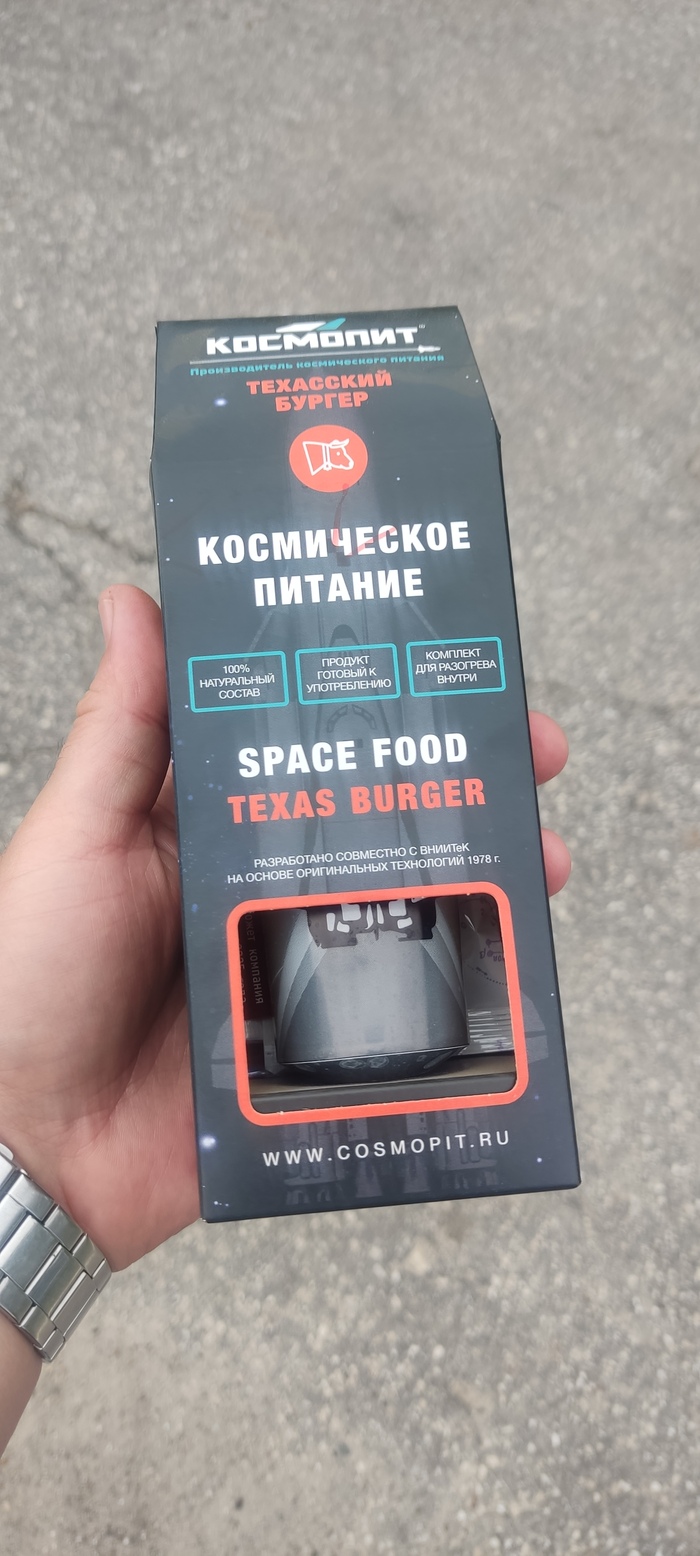 КОСМОПИТ
Производитель космического питания
ТЕХАССКИЙ
БУРГЕР
КОСМИЧЕСКОЕ
ПИТАНИЕ
100%
НАТУРАЛЬНЫЙ
СОСТАВ
ПРОДУКТ
ГОТОВЫЙ К
УПОТРЕБЛЕНИЮ
КОМПЛЕКТ
ДЛЯ РАЗОГРЕВА
ВНУТРИ
SPACE FOOD
TEXAS BURGER
РАЗРАБОТАНО СОВМЕСТНО С ВНИИТеК
НА ОСНОВЕ ОРИГИНАЛЬНЫХ ТЕХНОЛОГИЙ 1978 г.
компания
WWW.COSMOPIT.RU